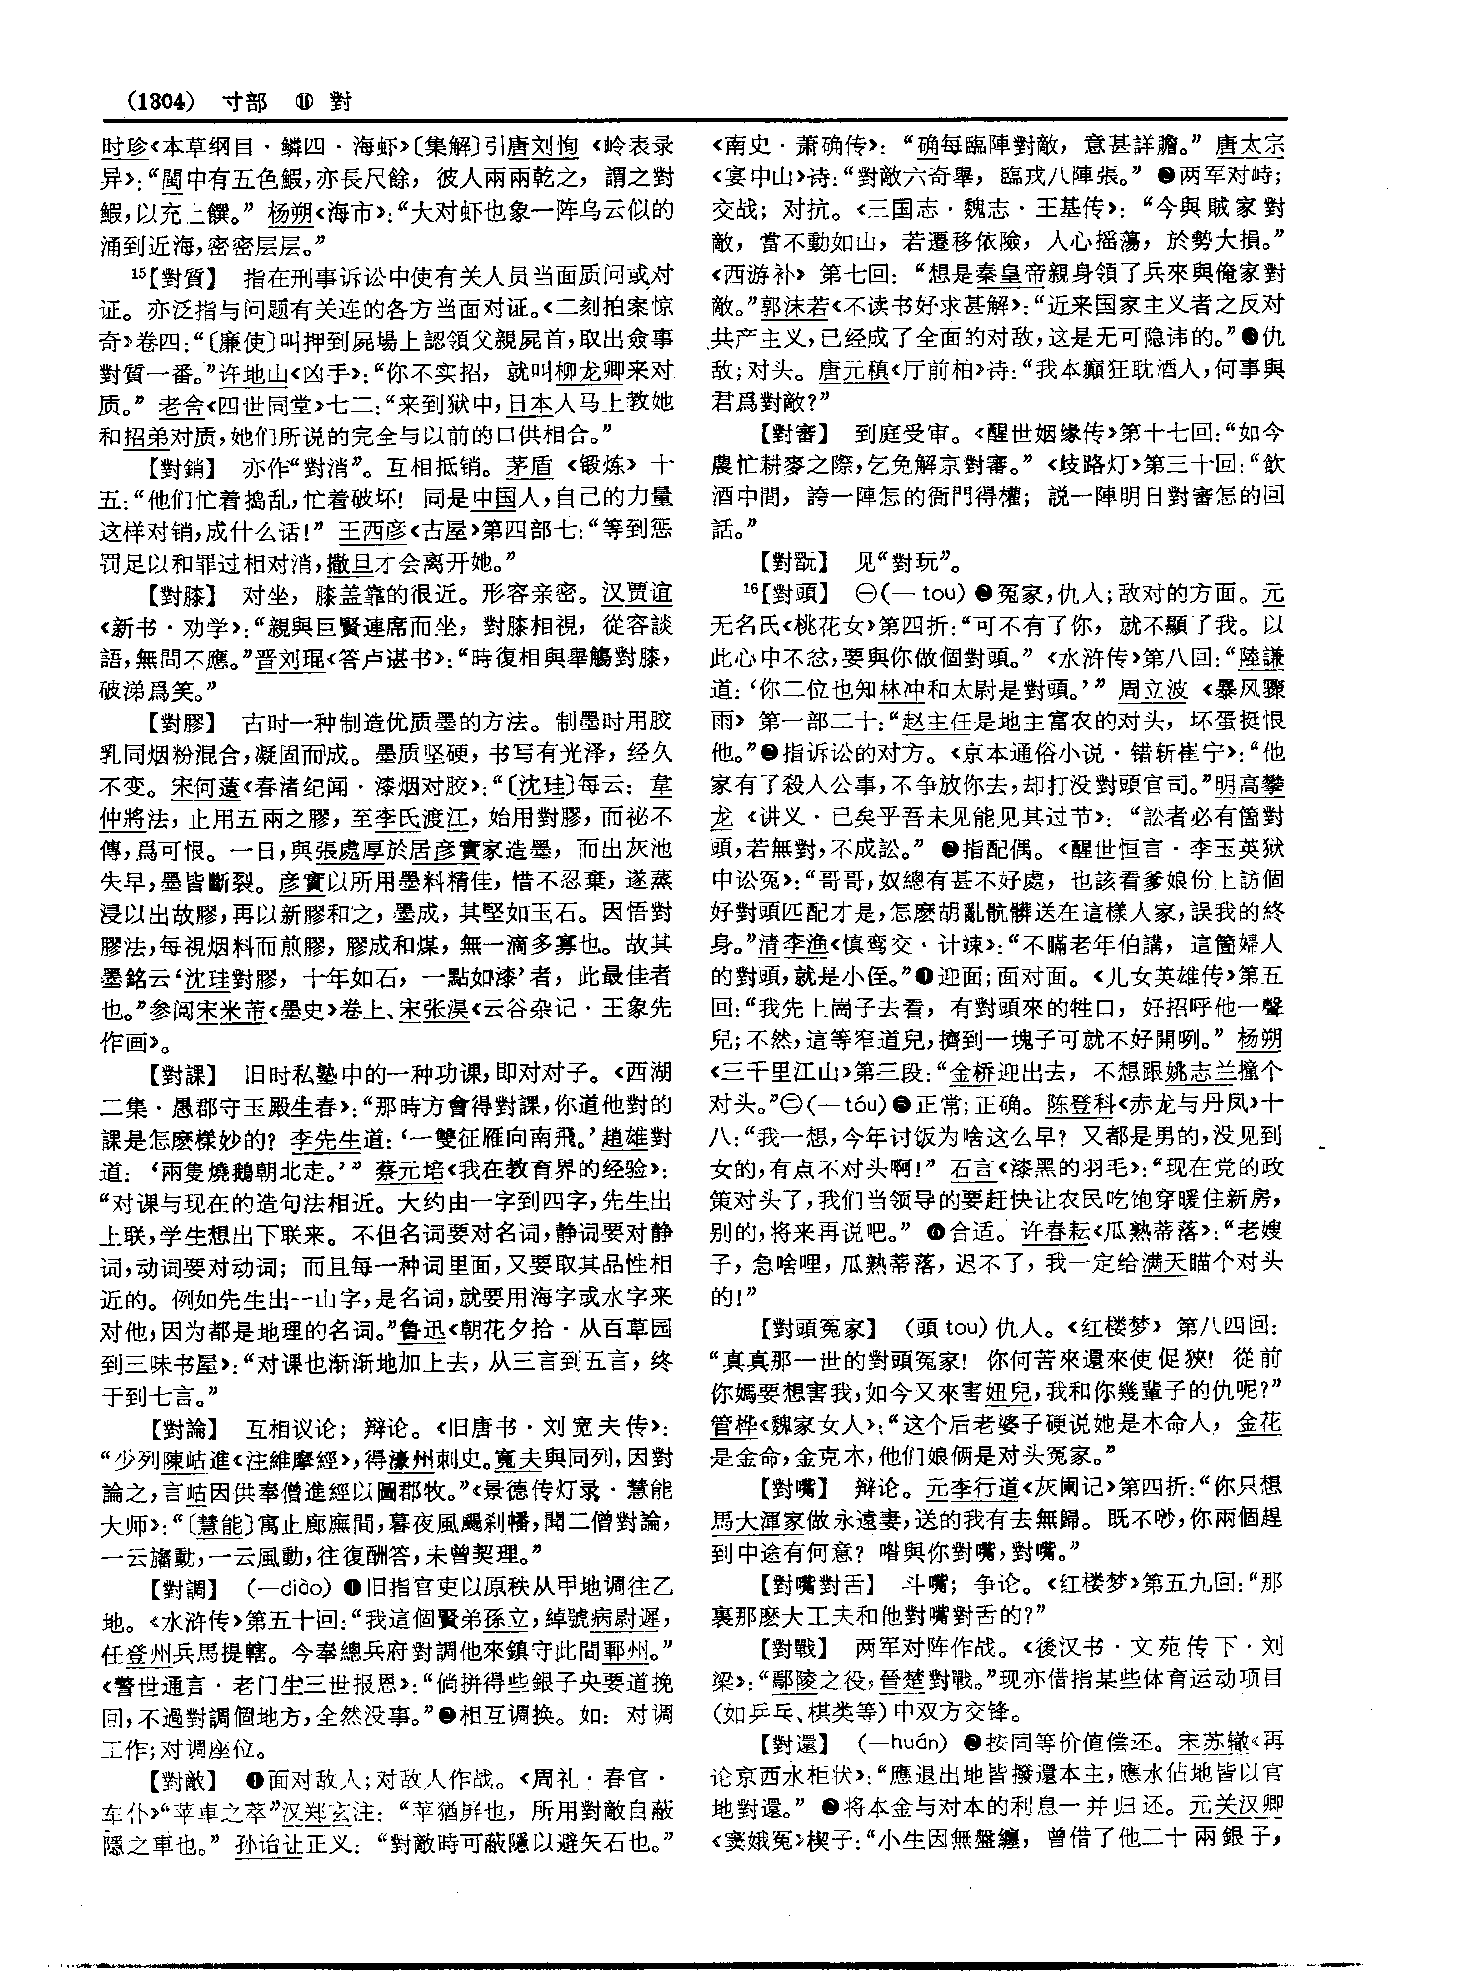 (1304) 寸部 ⑪ 對
时珍《本草纲目·鳞四·海虾》〔集解〕引唐刘恂《岭表录
异》：“閩中有五色鰕，亦長尺餘，彼人兩兩乾之，謂之對
鰕，以充上饌。”杨朔《海市》：“大对虾也象一阵乌云似的
涌到近海，密密层层。”
15【對質】 指在刑事诉讼中使有关人员当面质问或对
证。亦泛指与问题有关连的各方当面对证。《二刻拍案惊
奇》卷四：“〔廉使〕叫押到屍場上認領父親屍首，取出僉事
對質一番。”许地山《凶手》：“你不实招，就叫柳龙卿来对
质。”老舍《四世同堂》七二：“来到狱中，日本人马上教她
和招弟对质，她们所说的完全与以前的口供相合。”
【對銷】 亦作“對消”。互相抵销。茅盾《锻炼》十
五：“他们忙着捣乱，忙着破坏！同是中国人，自己的力量
这样对销，成什么话！”王西彦《古屋》第四部七：“等到惩
罚足以和罪过相对消，撒旦才会离开她。”
【對膝】 对坐，膝盖靠的很近。形容亲密。汉贾谊
《新书·劝学》：“親與巨賢連席而坐，對膝相視，從容談
語，無問不應。”晋刘琨《答卢谌书》：“時復相與舉觴對膝，
破涕爲笑。”
【對膠】 古时一种制造优质墨的方法。制墨时用胶
乳同烟粉混合，凝固而成。墨质坚硬，书写有光泽，经久
不变。宋何薳《春渚纪闻·漆烟对胶》：“〔沈珪〕每云：韋
仲將法，止用五兩之膠，至李氏渡江，始用對膠，而祕不
傳，爲可恨。一日，與張處厚於居彦實家造墨，而出灰池
失早，墨皆斷裂。彦實以所用墨料精佳，惜不忍棄，遂蒸
浸以出故膠，再以新膠和之，墨成，其堅如玉石。因悟對
膠法，每視烟料而煎膠，膠成和煤，無一滴多寡也。故其
墨銘云‘沈珪對膠，十年如石，一點如漆’者，此最佳者
也。”参阅宋米芾《墨史》卷上、宋张淏《云谷杂记·王象先
作画》。
【對課】 旧时私塾中的一种功课，即对对子。《西湖
二集·愚郡守玉殿生春》：“那時方會得對課，你道他對的
課是怎麽樣妙的？李先生道：‘一雙征雁向南飛。’趙雄對
道：‘兩隻燒鵝朝北走。’”蔡元培《我在教育界的经验》：
“对课与现在的造句法相近。大约由一字到四字，先生出
上联，学生想出下联来。不但名词要对名词，静词要对静
词，动词要对动词；而且每一种词里面，又要取其品性相
近的。例如先生出一山字，是名词，就要用海字或水字来
对他，因为都是地理的名词。”鲁迅《朝花夕拾·从百草园
到三味书屋》：“对课也渐渐地加上去，从三言到五言，终
于到七言。”
【對論】 互相议论；辩论。《旧唐书·刘宽夫传》：
“少列陳岵進《注維摩經》，得濠州刺史。寬夫與同列，因對
論之，言岵因供奉僧進經以圖郡牧。”《景德传灯录·慧能
大师》：“〔慧能〕寓止廊廡間，暮夜風颺刹幡，聞二僧對論，
一云旛動，一云風動，往復酬答，未曾契理。”
【對調】 (—diào) ❶旧指官吏以原秩从甲地调往乙
地。《水浒传》第五十回：“我這個賢弟孫立，綽號病尉遲，
任登州兵馬提轄。今奉總兵府對調他來鎮守此間鄆州。”
《警世通言·老门生三世报恩》：“倘拼得些銀子央要道挽
回，不過對調個地方，全然没事。”❷相互调换。如：对调
工作；对调座位。
【對敵】 ❶面对敌人；对敌人作战。《周礼·春官·
车仆》“苹車之萃”汉郑玄注：“苹猶屏也，所用對敵自蔽
隱之車也。”孙诒让正义：“對敵時可蔽隱以避矢石也。”
《南史·萧确传》：“确每臨陣對敵，意甚詳贍。”唐太宗
《宴中山》诗：“對敵六奇舉，臨戎八陣張。”❷两军对峙；
交战；对抗。《三国志·魏志·王基传》：“今與賊家對
敵，當不動如山，若遷移依險，人心摇蕩，於勢大損。”
《西游补》第七回：“想是秦皇帝親身領了兵來與俺家對
敵。”郭沫若《不读书好求甚解》：“近来国家主义者之反对
共产主义，已经成了全面的对敌，这是无可隐讳的。”❸仇
敌；对头。唐元稹《厅前柏》诗：“我本癲狂耽酒人，何事與
君爲對敵？”
【對審】 到庭受审。《醒世姻缘传》第十七回：“如今
農忙耕麥之際，乞免解京對審。”《歧路灯》第三十回：“飲
酒中間，誇一陣怎的衙門得權；説一陣明日對審怎的回
話。”
【對翫】 见“對玩”。
16【對頭】 ㊀(—tou) ❶冤家，仇人；敌对的方面。元
无名氏《桃花女》第四折：“可不有了你，就不顯了我。以
此心中不忿，要與你做個對頭。”《水浒传》第八回：“陸謙
道：‘你二位也知林冲和太尉是對頭。’”周立波《暴风骤
雨》第一部二十：“赵主任是地主富农的对头，坏蛋挺恨
他。”❷指诉讼的对方。《京本通俗小说·错斩崔宁》：“他
家有了殺人公事，不争放你去，却打没對頭官司。”明高攀
龙《讲义·已矣乎吾未见能见其过节》：“訟者必有箇對
頭，若無對，不成訟。”❸指配偶。《醒世恒言·李玉英狱
中讼冤》：“哥哥，奴總有甚不好處，也該看爹娘份上訪個
好對頭匹配才是，怎麽胡亂骯髒送在這樣人家，誤我的終
身。”清李渔《慎鸾交·计竦》：“不瞞老年伯講，這箇婦人
的對頭，就是小侄。”❹迎面；面对面。《儿女英雄传》第五
回：“我先上崗子去看，有對頭來的牲口，好招呼他一聲
兒；不然，這等窄道兒，擠到一塊子可就不好開咧。”杨朔
《三千里江山》第三段：“金桥迎出去，不想跟姚志兰撞个
对头。”㊁(—tóu) ❶正常；正确。陈登科《赤龙与丹凤》十
八：“我一想，今年讨饭为啥这么早？又都是男的，没见到
女的，有点不对头啊！”石言《漆黑的羽毛》：“现在党的政
策对头了，我们当领导的要赶快让农民吃饱穿暖住新房，
别的，将来再说吧。”❷合适。许春耘《瓜熟蒂落》：“老嫂
子，急啥哩，瓜熟蒂落，迟不了，我一定给满天瞄个对头
的！”
【對頭冤家】 (頭tou) 仇人。《红楼梦》第八四回：
“真真那一世的對頭冤家！你何苦來還來使促狹！從前
你媽要想害我，如今又來害妞兒，我和你幾輩子的仇呢？”
管桦《魏家女人》：“这个后老婆子硬说她是木命人，金花
是金命，金克木，他们娘俩是对头冤家。”
【對嘴】 辩论。元李行道《灰阑记》第四折：“你只想
馬大渾家做永遠妻，送的我有去無歸。既不唦，你兩個趕
到中途有何意？喒與你對嘴，對嘴。”
【對嘴對舌】 斗嘴；争论。《红楼梦》第五九回：“那
裏那麽大工夫和他對嘴對舌的？”
【對戰】 两军对阵作战。《後汉书·文苑传下·刘
梁》：“鄢陵之役，晉楚對戰。”现亦借指某些体育运动项目
（如乒乓、棋类等）中双方交锋。
【對還】 (—huán) ❶按同等价值偿还。宋苏辙《再
论京西水柜状》：“應退出地皆撥還本主，應水佔地皆以官
地對還。”❷将本金与对本的利息一并归还。元关汉卿
《窦娥冤》楔子：“小生因無盤纏，曾借了他二十兩銀子，